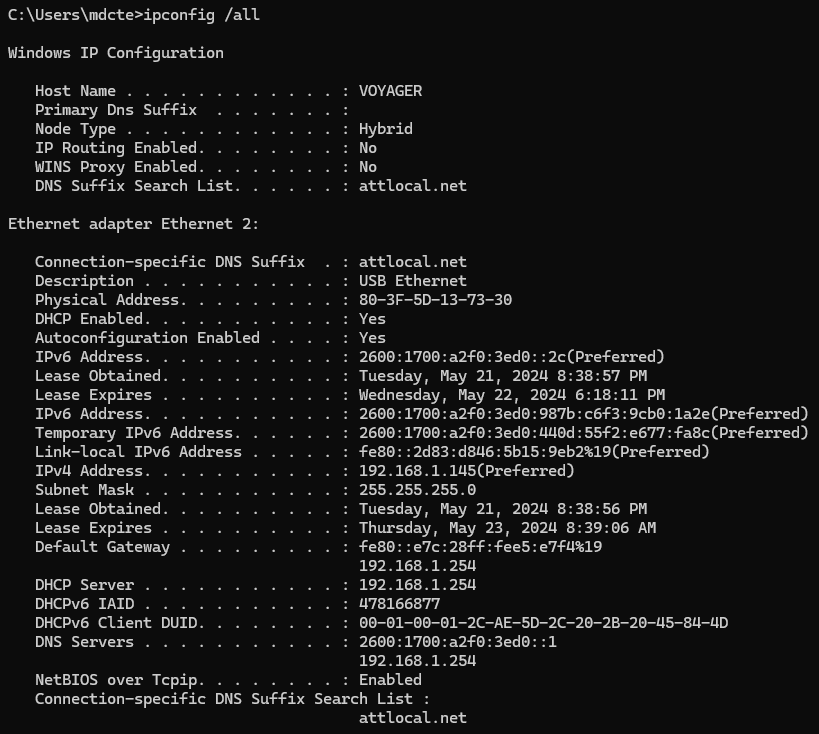 C:\Users\mdcte>ipconfig /all
Windows IP Configuration
   Host Name . . . . . . . . . . . . : VOYAGER
   Primary Dns Suffix  . . . . . . . :
   Node Type . . . . . . . . . . . . : Hybrid
   IP Routing Enabled. . . . . . . . : No
   WINS Proxy Enabled. . . . . . . . : No
   DNS Suffix Search List. . . . . . : attlocal.net
Ethernet adapter Ethernet 2:
   Connection-specific DNS Suffix  . : attlocal.net
   Description . . . . . . . . . . . : USB Ethernet
   Physical Address. . . . . . . . . : 80-3F-5D-13-73-30
   DHCP Enabled. . . . . . . . . . . : Yes
   Autoconfiguration Enabled . . . . : Yes
   IPv6 Address. . . . . . . . . . . : 2600:1700:a2f0:3ed0::2c(Preferred)
   Lease Obtained. . . . . . . . . . : Tuesday, May 21, 2024 8:38:57 PM
   Lease Expires . . . . . . . . . . : Wednesday, May 22, 2024 6:18:11 PM
   IPv6 Address. . . . . . . . . . . : 2600:1700:a2f0:3ed0:987b:c6f3:9cb0:1a2e(Preferred)
   Temporary IPv6 Address. . . . . . : 2600:1700:a2f0:3ed0:440d:55f2:e677:fa8c(Preferred)
   Link-local IPv6 Address . . . . . : fe80::2d83:d846:5b15:9eb2%19(Preferred)
   IPv4 Address. . . . . . . . . . . : 192.168.1.145(Preferred)
   Subnet Mask . . . . . . . . . . . : 255.255.255.0
   Lease Obtained. . . . . . . . . . : Tuesday, May 21, 2024 8:38:56 PM
   Lease Expires . . . . . . . . . . : Thursday, May 23, 2024 8:39:06 AM
   Default Gateway . . . . . . . . . : fe80::e7c:28ff:fee5:e7f4%19
                                       192.168.1.254
   DHCP Server . . . . . . . . . . . : 192.168.1.254
   DHCPv6 IAID . . . . . . . . . . . : 478166877
   DHCPv6 Client DUID. . . . . . . . : 00-01-00-01-2C-AE-5D-2C-20-2B-20-45-84-4D
   DNS Servers . . . . . . . . . . . : 2600:1700:a2f0:3ed0::1
                                       192.168.1.254
   NetBIOS over Tcpip. . . . . . . . : Enabled
   Connection-specific DNS Suffix Search List :
                                       attlocal.net